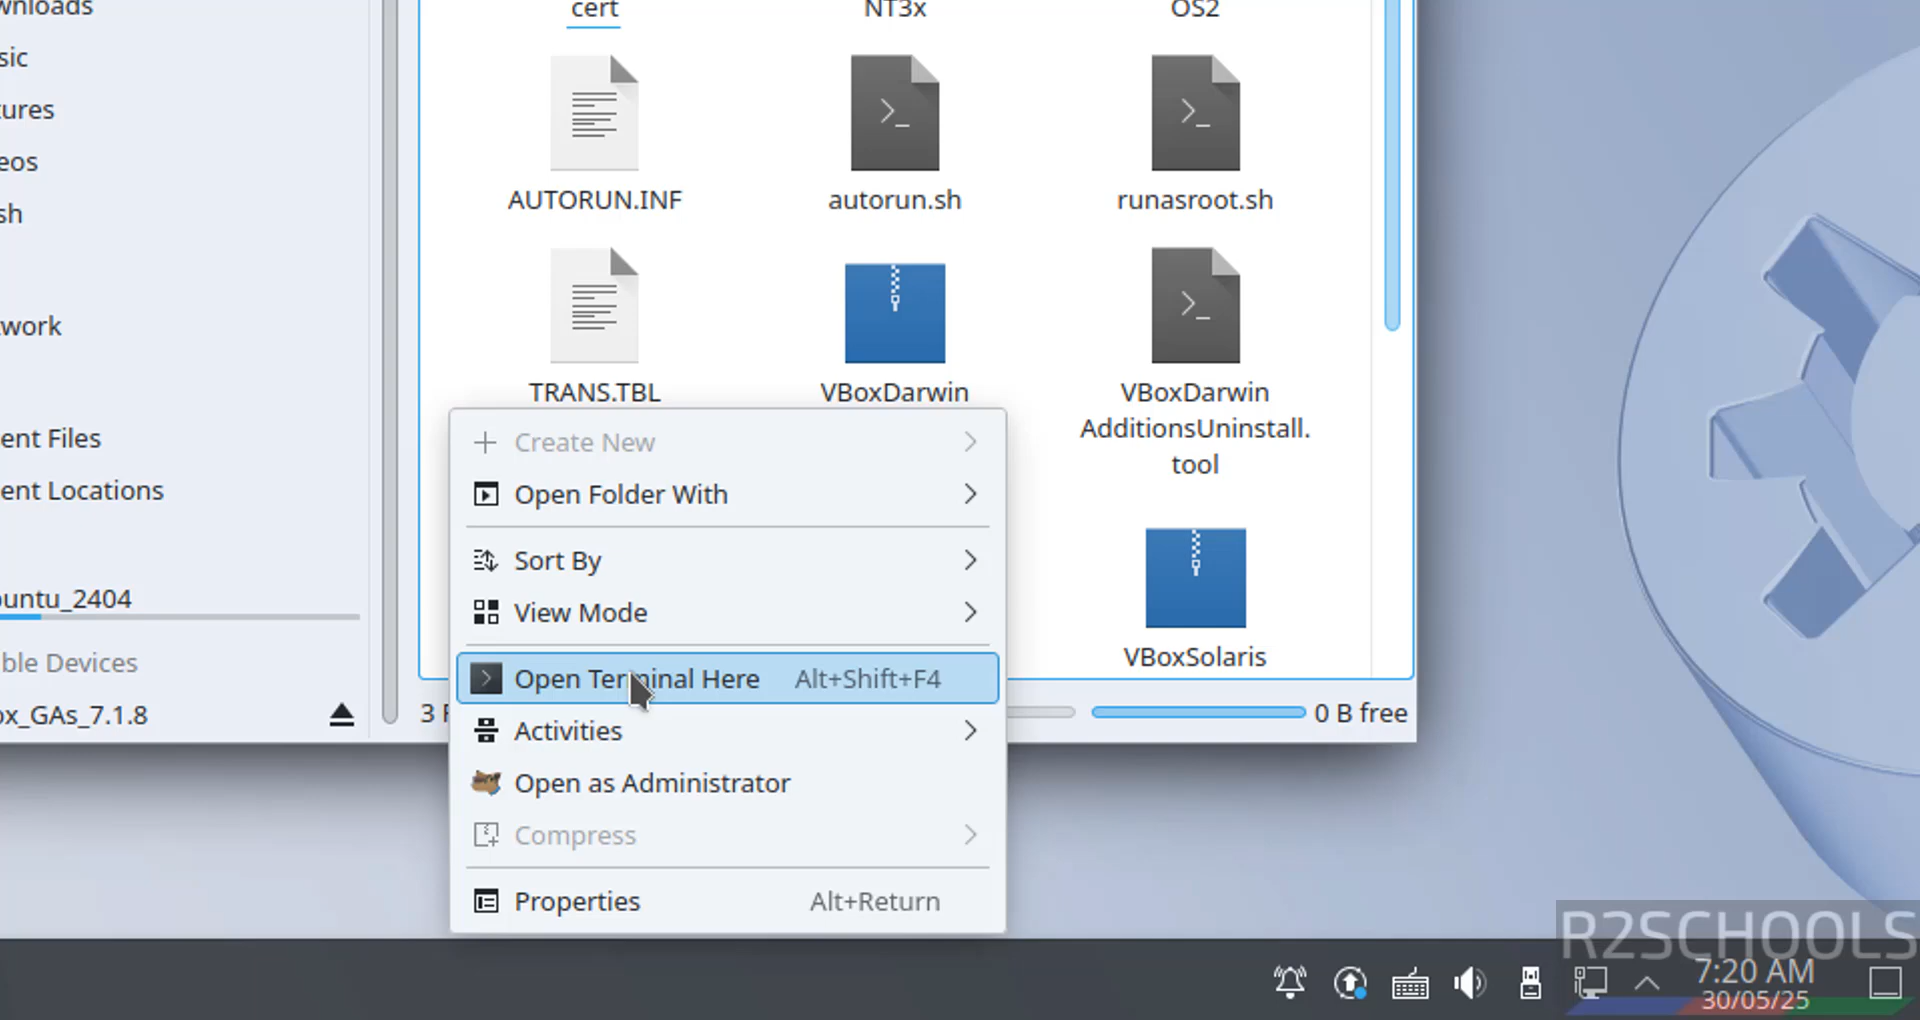 wnloads
sic
tures
eos
sh
work
ent Files
ent Locations
untu_2404
ble Devices
ox_GAs_7.1.8
cert
NT3x
OS2
AUTORUN.INF
autorun.sh
runasroot.sh
TRANS.TBL
VBoxDarwin
VBoxDarwin
AdditionsUninstall.
tool
VBoxSolaris
3
0 B free
Create New
Open Folder With
Sort By
View Mode
Open Terminal Here Alt+Shift+F4
Activities
Open as Administrator
Compress
Properties Alt+Return
R2SCHOOLS
7:20 AM
30/05/25